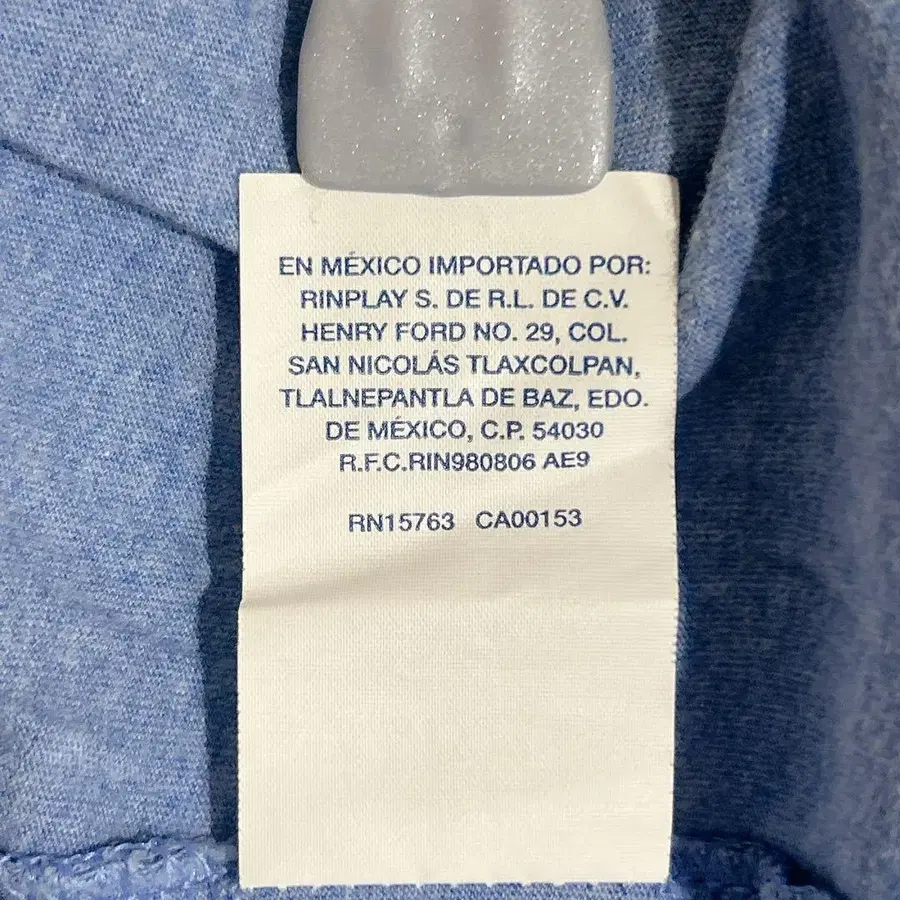 EN MÉXICO IMPORTADO POR:
RINPLAY S. DE R.L. DE C.V.
HENRY FORD NO. 29, COL.
SAN NICOLÁS TLAXCOLPAN,
TLALNEPANTLA DE BAZ, EDO.
DE MÉXICO, C.P. 54030
R.F.C.RIN980806 AE9
RN15763 CA00153